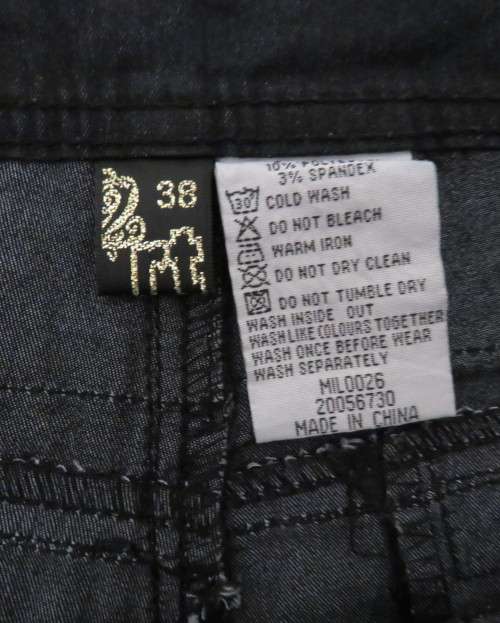 38
3% SPANDEX
30°
COLD WASH
DO NOT BLEACH
WARM IRON
DO NOT DRY CLEAN
DO NOT TUMBLE DRY
WASH INSIDE OUT
WASH LIKE COLOURS TOGETHER
WASH ONCE BEFORE WEAR
WASH SEPARATELY
MIL0026
20056730
MADE IN CHINA